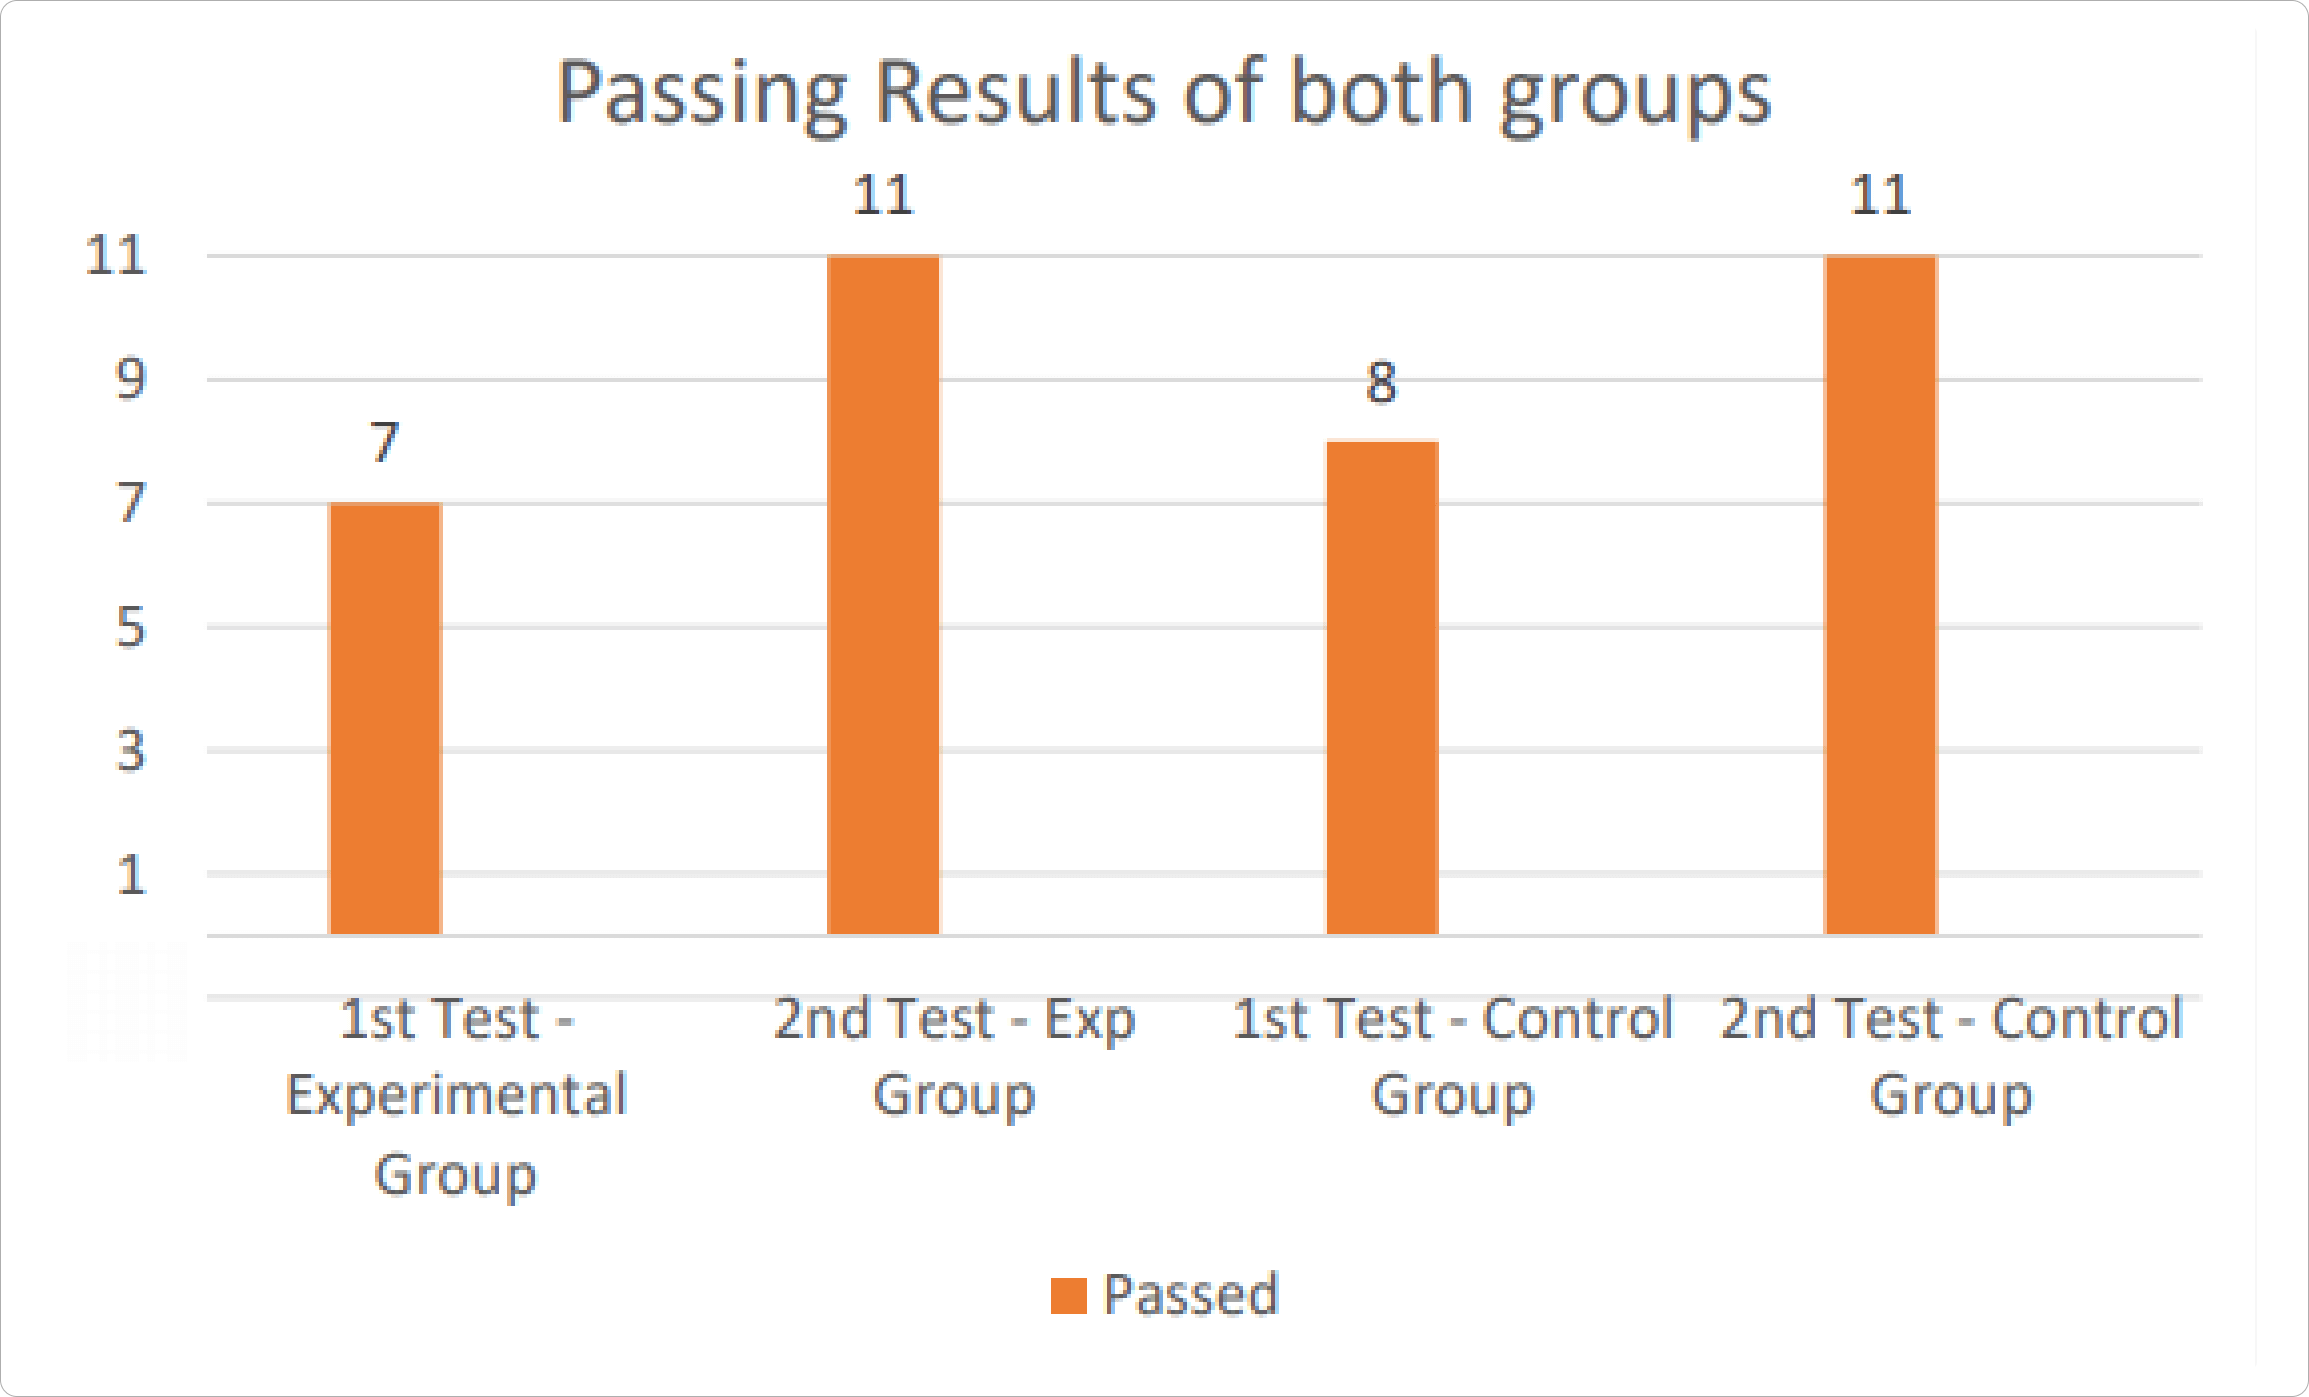 Passing Results of both groups
11
11
11
9
8
7
7
5
3
1
1st Test -
Experimental
Group
2nd Test - Exp
Group
1st Test - Control
Group
2nd Test - Control
Group
Passed